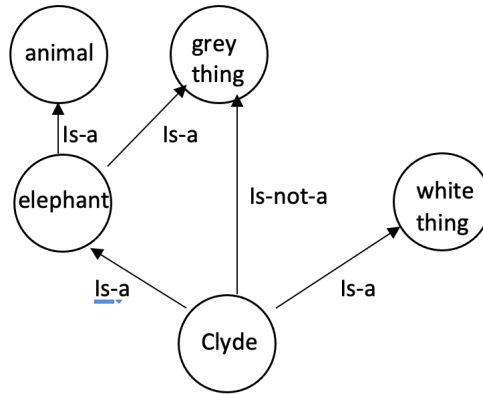 animal
grey
thing
Is-a
Is-a
elephant
Is-not-a
white
thing
Is-a
Is-a
Clyde